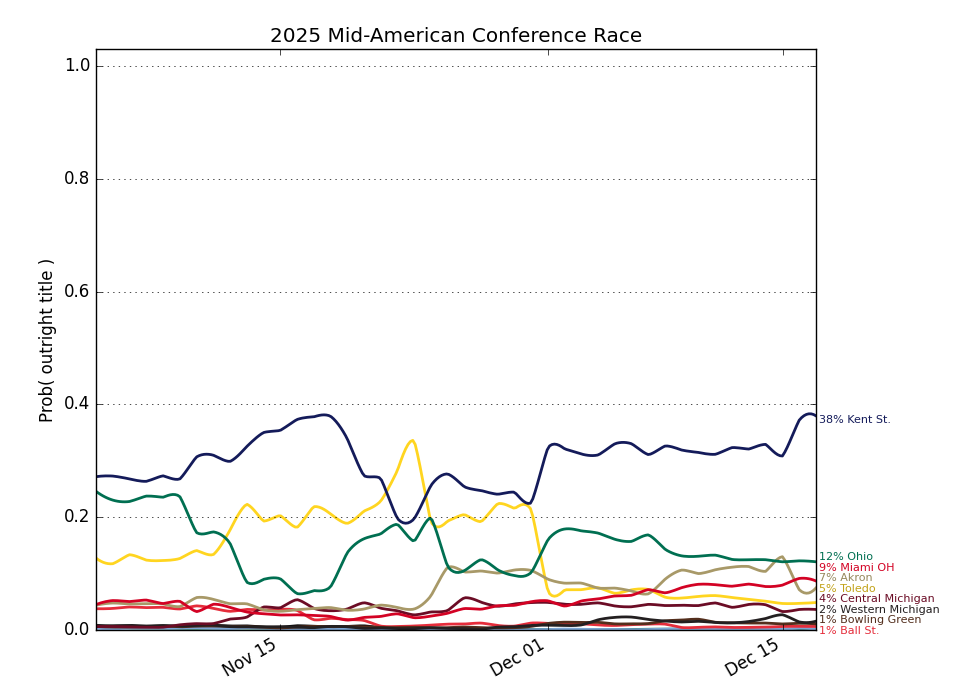 2025 Mid-American Conference Race
1.0
0.8
0.6
0.4
0.2
0.0
Prob( outright title )
38% Kent St.
12% Ohio
9% Miami OH
7% Akron
5% Toledo
4% Central Michigan
2% Western Michigan
1% Bowling Green
1% Ball St.
Nov 15
Dec 01
Dec 15